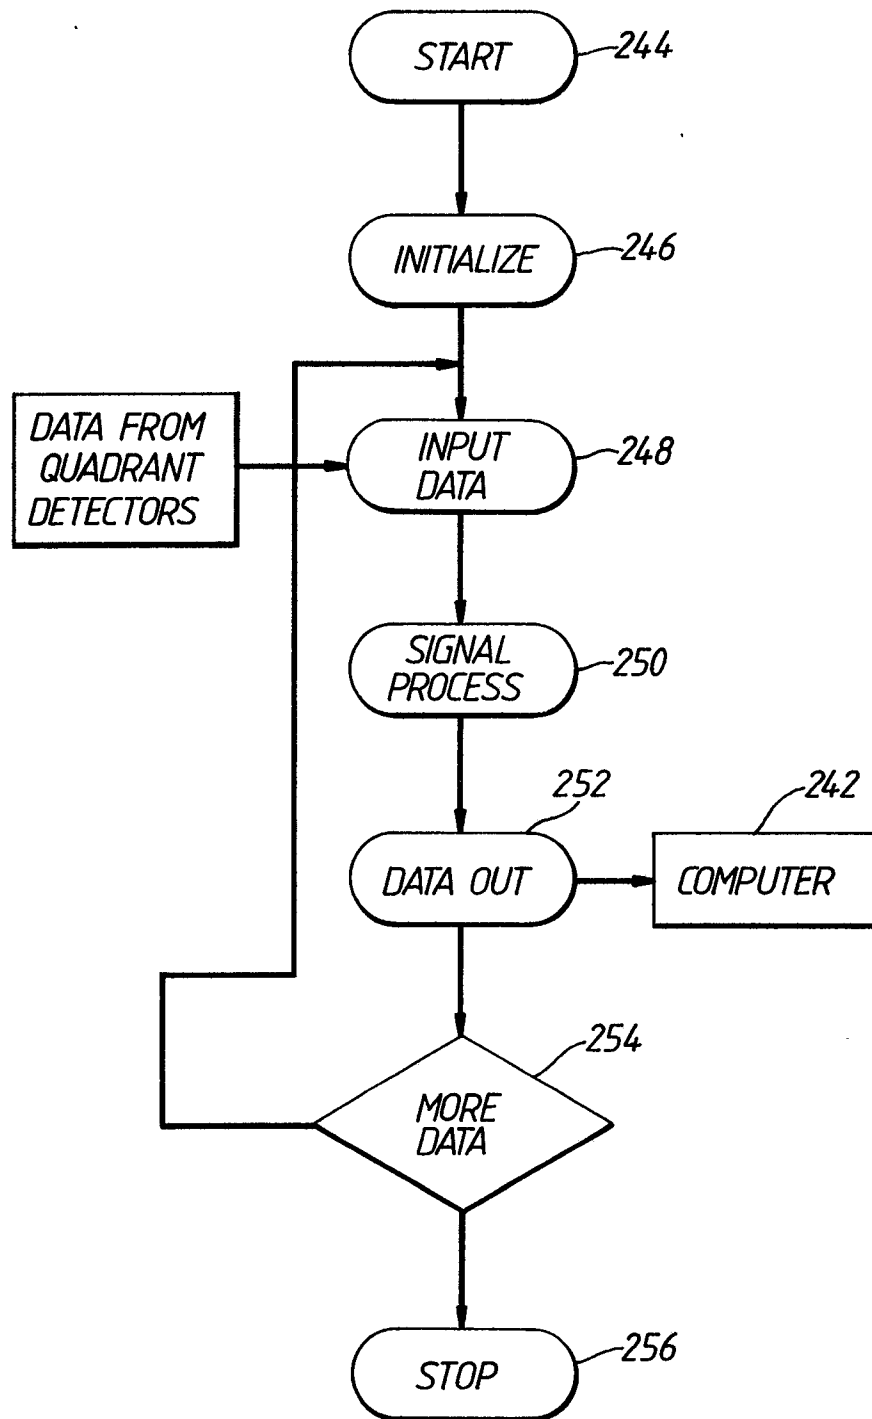 START
244
INITIALIZE
246
DATA FROM
QUADRANT
DETECTORS
INPUT
DATA
248
SIGNAL
PROCESS
250
252
DATA OUT
242
COMPUTER
254
MORE
DATA
STOP
256